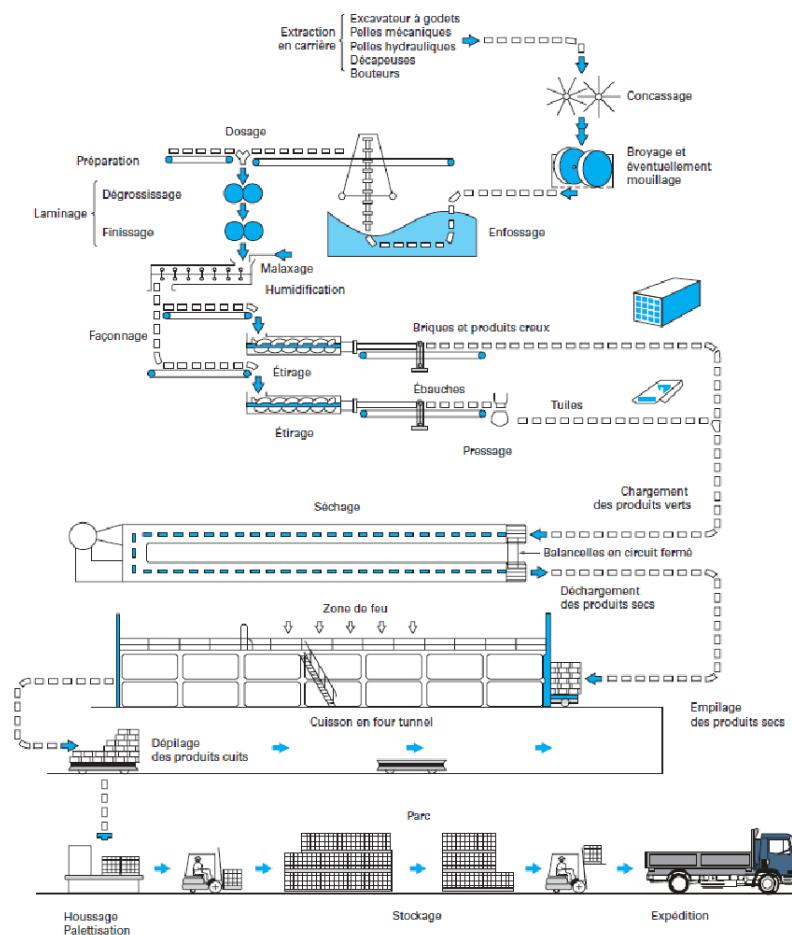 Extraction
en carrière
Excavateur à godets
Pelles mécaniques
Pelles hydrauliques
Décapeuses
Bouteurs
Concassage
Dosage
Préparation
Broyage et
éventuellement
mouillage
Laminage
Dégrossissage
Finissage
Enfossage
Malaxage
Humidification
Façonnage
Briques et produits creux
Étirage
Ébauches
Tuiles
Étirage
Pressage
Chargement
des produits verts
Séchage
Balancelles en circuit fermé
Déchargement
des produits secs
Zone de feu
Empilage
des produits secs
Cuisson en four tunnel
Dépilage
des produits cuits
Parc
Houssage
Palettisation
Stockage
Expédition